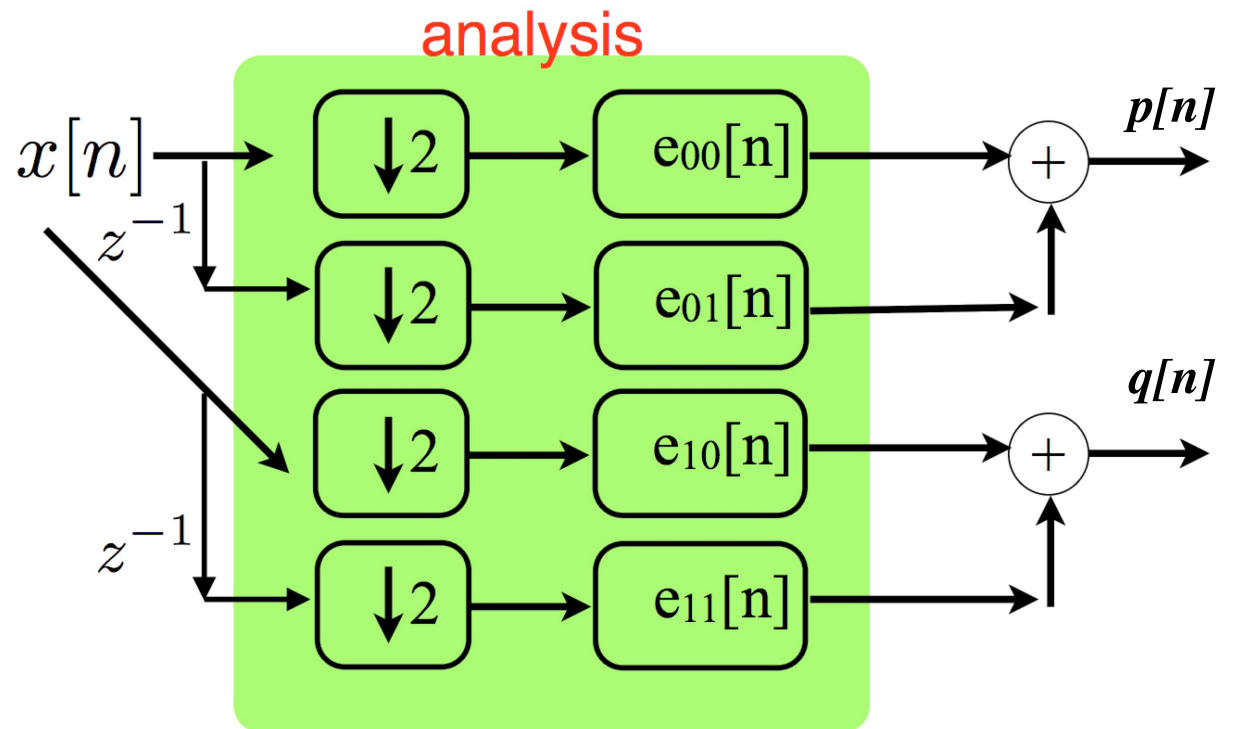 analysis
x[n]
z⁻¹
↓2
e₀₀[n]
+
p[n]
↓2
e₀₁[n]
q[n]
↓2
e₁₀[n]
+
z⁻¹
↓2
e₁₁[n]